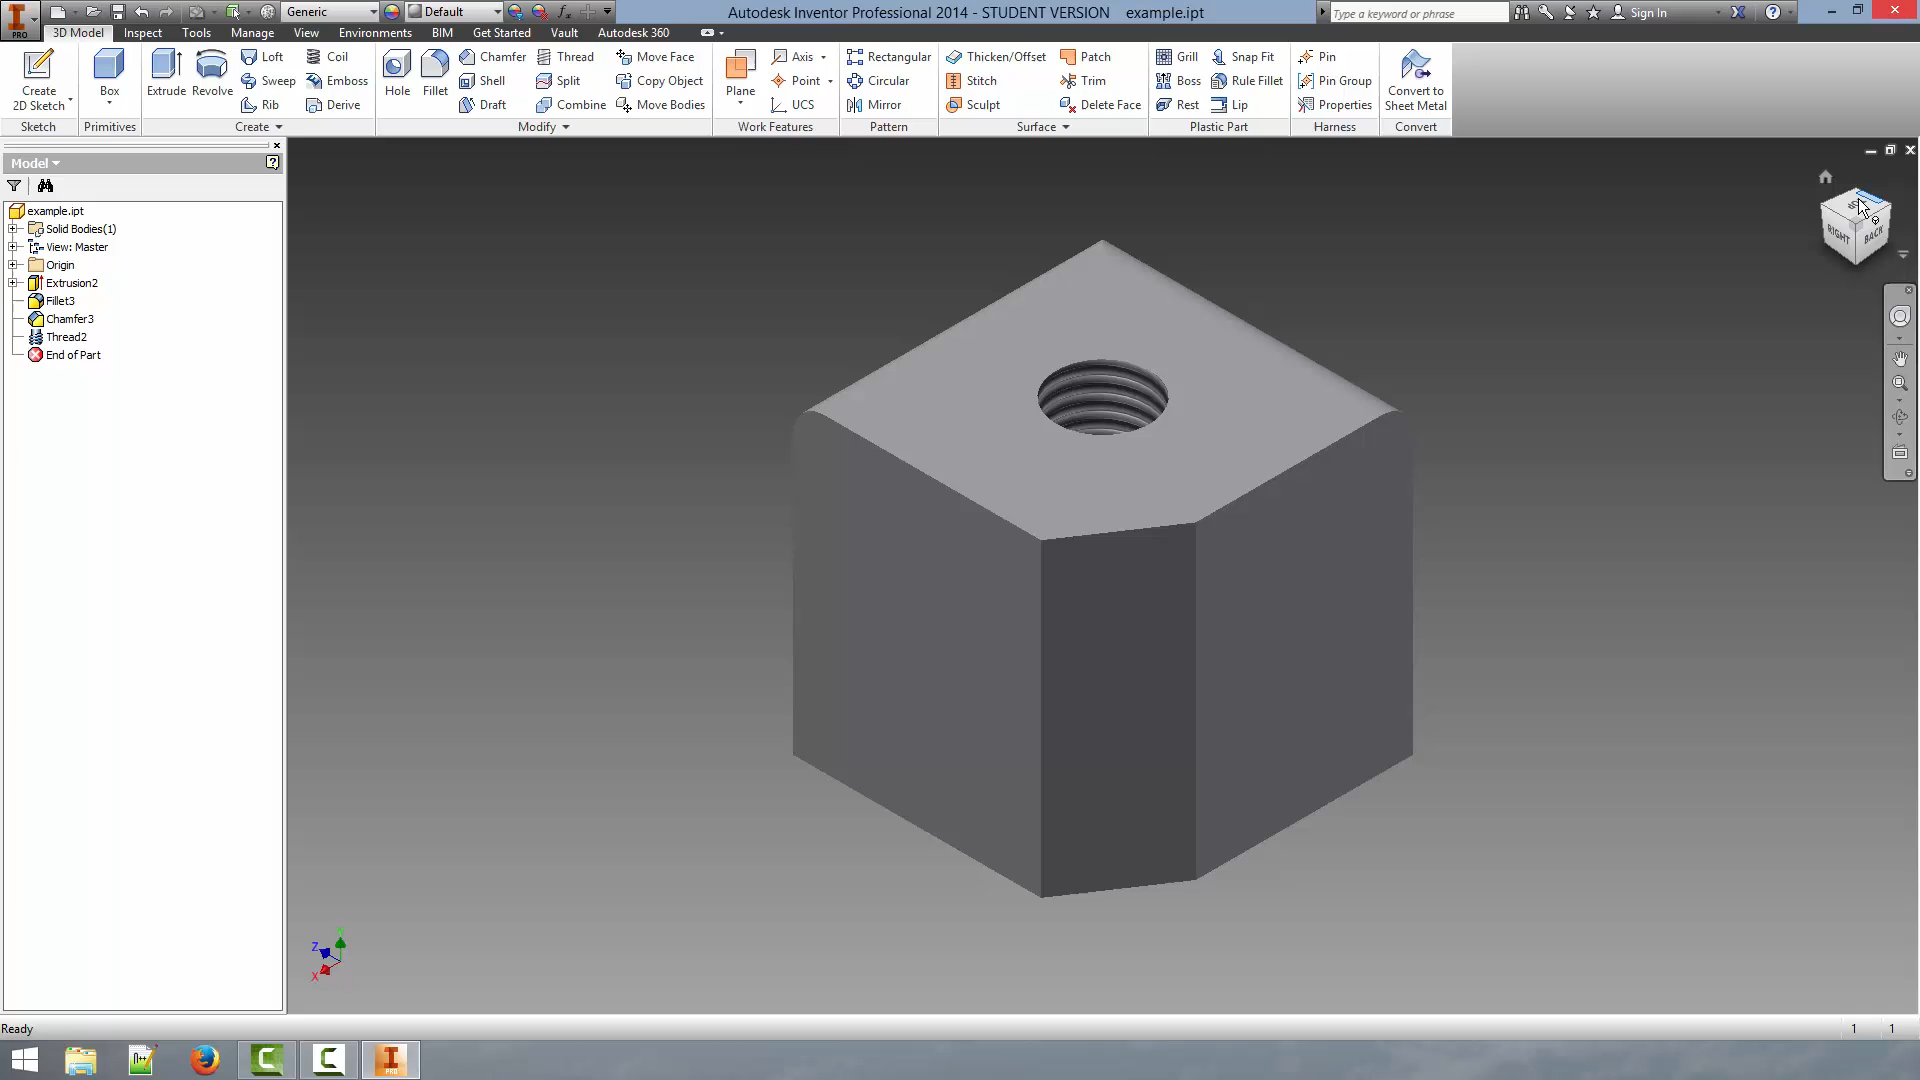 Generic
Default
Autodesk Inventor Professional 2014 - STUDENT VERSION example.ipt
Type a keyword or phrase
Sign In
PRO
3D Model Inspect Tools Manage View Environments BIM Get Started Vault Autodesk 360
Create
2D Sketch
Box
Extrude
Revolve
Loft
Sweep
Rib
Coil
Emboss
Derive
Hole
Fillet
Chamfer
Shell
Draft
Thread
Split
Combine
Move Face
Copy Object
Move Bodies
Plane
Axis
Point
UCS
Rectangular
Circular
Mirror
Thicken/Offset
Stitch
Sculpt
Patch
Trim
Delete Face
Grill
Boss
Rest
Snap Fit
Rule Fillet
Lip
Pin
Pin Group
Properties
Convert to
Sheet Metal
Sketch
Primitives
Create
Modify
Work Features
Pattern
Surface
Plastic Part
Harness
Convert
Model
example.ipt
Solid Bodies(1)
View: Master
Origin
Extrusion2
Fillet3
Chamfer3
Thread2
End of Part
RIGHT
BACK
Y
Z
X
Ready
1 1